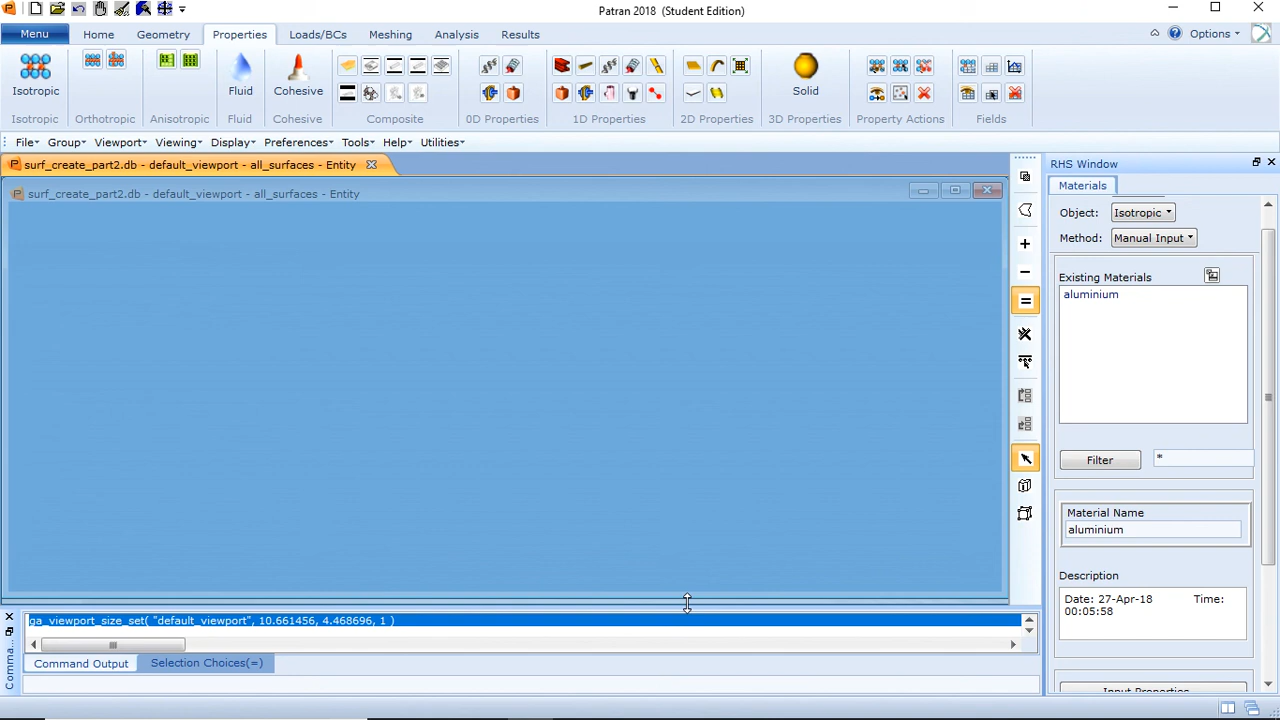 Patran 2018 (Student Edition)
Menu Home Geometry Properties Loads/BCs Meshing Analysis Results Options
Isotropic Fluid Cohesive Solid
Isotropic Orthotropic Anisotropic Fluid Cohesive Composite 0D Properties 1D Properties 2D Properties 3D Properties Property Actions Fields
File Group Viewport Viewing Display Preferences Tools Help Utilities
surf_create_part2.db - default_viewport - all_surfaces - Entity
surf_create_part2.db - default_viewport - all_surfaces - Entity
RHS Window
Materials
Object: Isotropic
Method: Manual Input
Existing Materials
aluminium
Filter *
Material Name
aluminium
Description
Date: 27-Apr-18 Time:
00:05:58
Input Properties
Comma...
ga_viewport_size_set( "default_viewport", 10.661456, 4.468696, 1 )
Command Output Selection Choices(=)